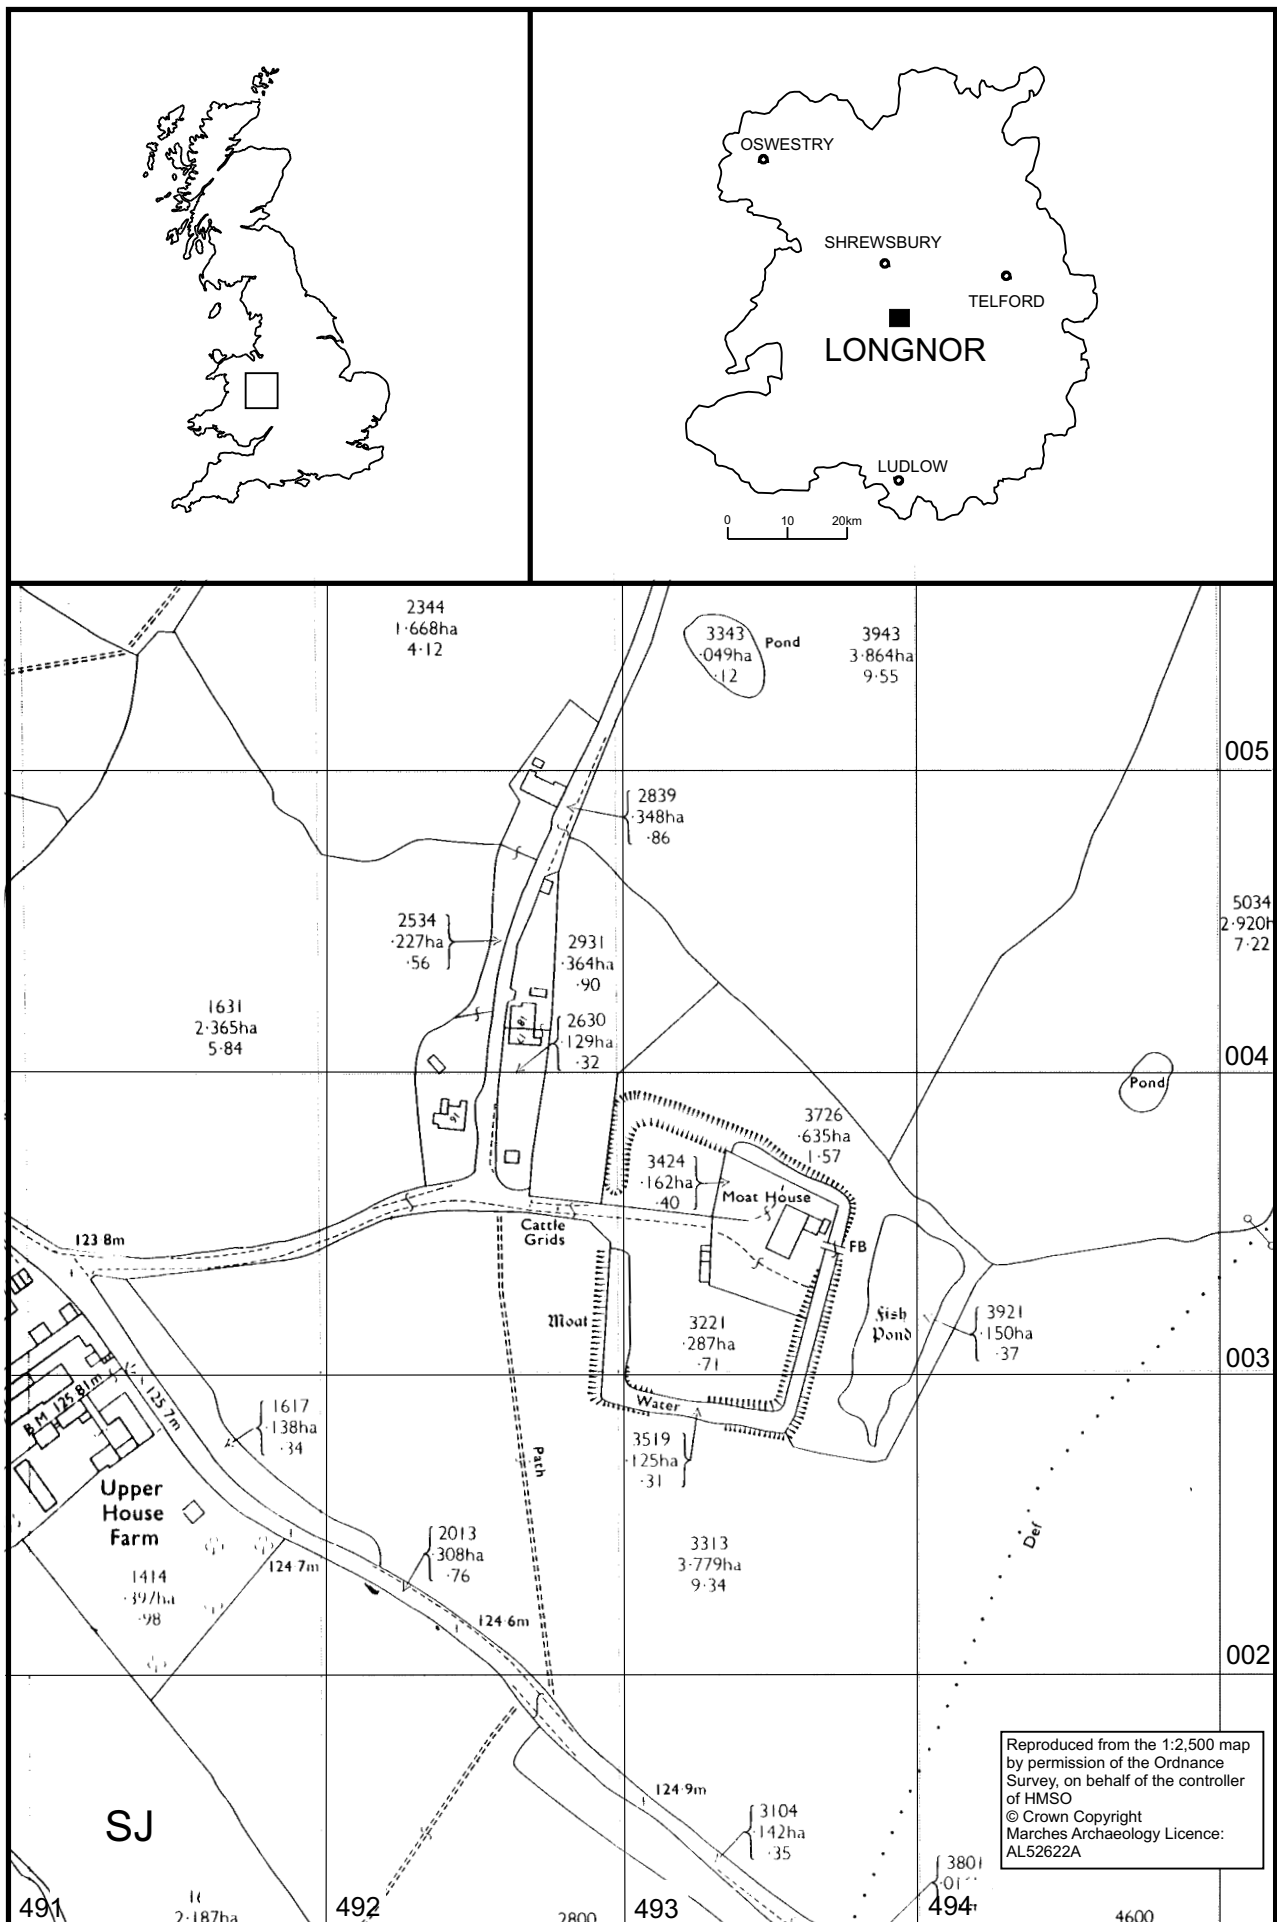 OSWESTRY
SHREWSBURY
TELFORD
LONGNOR
LUDLOW
0 10 20km
2344
1·668ha
4·12
3343
·049ha
·12
Pond
3943
3·864ha
9·55
005
2839
·348ha
·86
2534
·227ha
·56
2931
·364ha
·90
5034
2·920h
7·22
1631
2·365ha
5·84
2630
·129ha
·32
004
Pond
3726
·635ha
1·57
3424
·162ha
·40
Moat House
Cattle
Grids
FB
123·8m
Moat
3221
·287ha
·71
Fish
Pond
3921
·150ha
·37
003
B M 125·81m
125·7m
Water
1617
·138ha
·34
3519
·125ha
·31
Path
Upper
House
Farm
Def
2013
·308ha
·76
3313
3·779ha
9·34
124·7m
1414
·397ha
·98
124·6m
002
124·9m
SJ
3104
·142ha
·35
Reproduced from the 1:2,500 map
by permission of the Ordnance
Survey, on behalf of the controller
of HMSO
© Crown Copyright
Marches Archaeology Licence:
AL52622A
3801
2·187ha
491
492
2800
493
494
4600